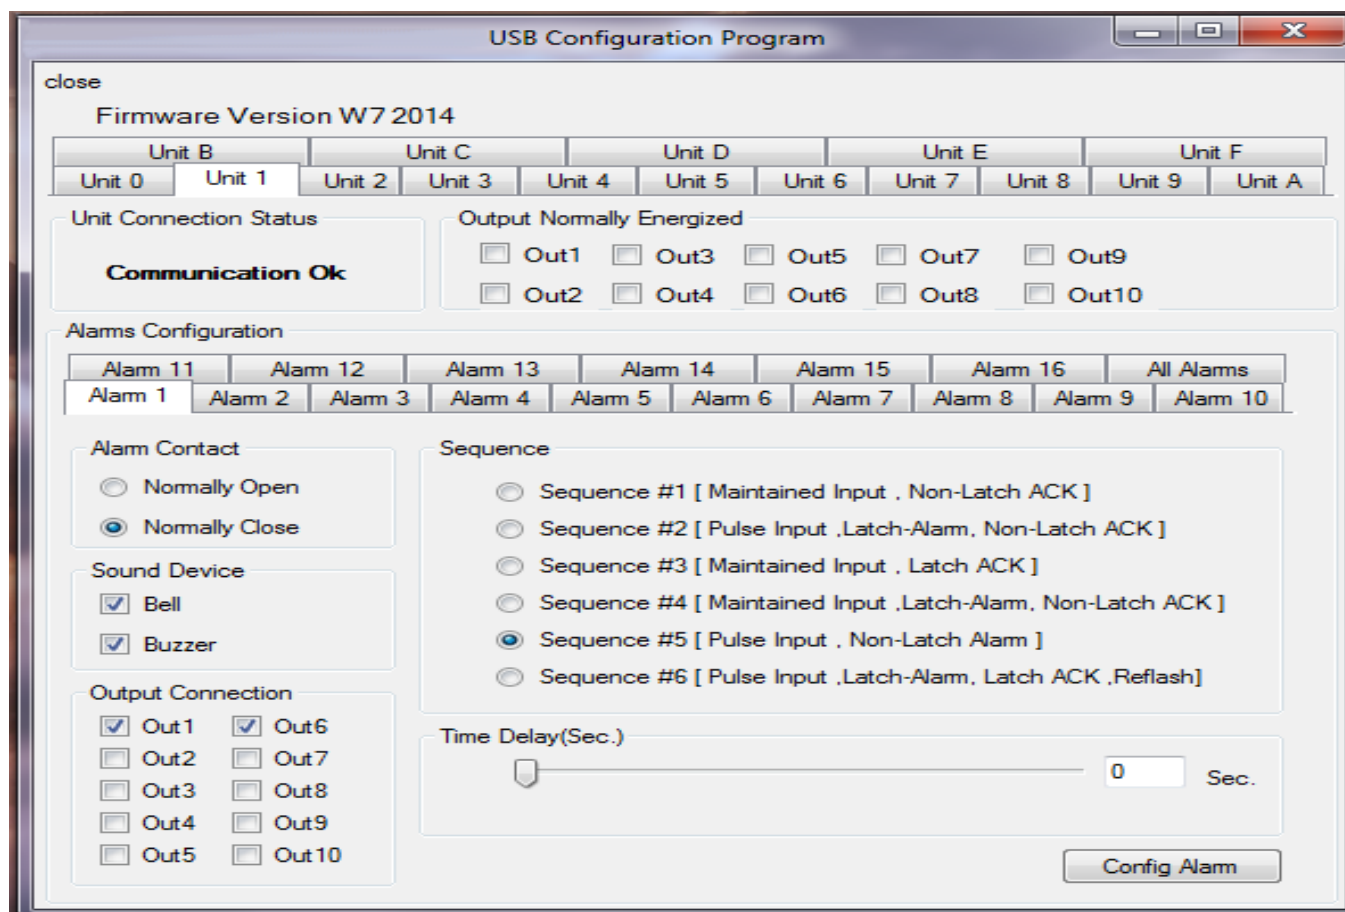 USB Configuration Program
close
Firmware Version W7 2014
Unit B Unit C Unit D Unit E Unit F
Unit 0 Unit 1 Unit 2 Unit 3 Unit 4 Unit 5 Unit 6 Unit 7 Unit 8 Unit 9 Unit A
Unit Connection Status
Communication Ok
Output Normally Energized
Out1 Out3 Out5 Out7 Out9
Out2 Out4 Out6 Out8 Out10
Alarms Configuration
Alarm 11 Alarm 12 Alarm 13 Alarm 14 Alarm 15 Alarm 16 All Alarms
Alarm 1 Alarm 2 Alarm 3 Alarm 4 Alarm 5 Alarm 6 Alarm 7 Alarm 8 Alarm 9 Alarm 10
Alarm Contact
Normally Open
Normally Close
Sound Device
Bell
Buzzer
Output Connection
Out1 Out6
Out2 Out7
Out3 Out8
Out4 Out9
Out5 Out10
Sequence
Sequence #1 [ Maintained Input , Non-Latch ACK ]
Sequence #2 [ Pulse Input ,Latch-Alarm, Non-Latch ACK ]
Sequence #3 [ Maintained Input , Latch ACK ]
Sequence #4 [ Maintained Input ,Latch-Alarm, Non-Latch ACK ]
Sequence #5 [ Pulse Input , Non-Latch Alarm ]
Sequence #6 [ Pulse Input ,Latch-Alarm, Latch ACK ,Reflash]
Time Delay(Sec.)
0 Sec.
Config Alarm